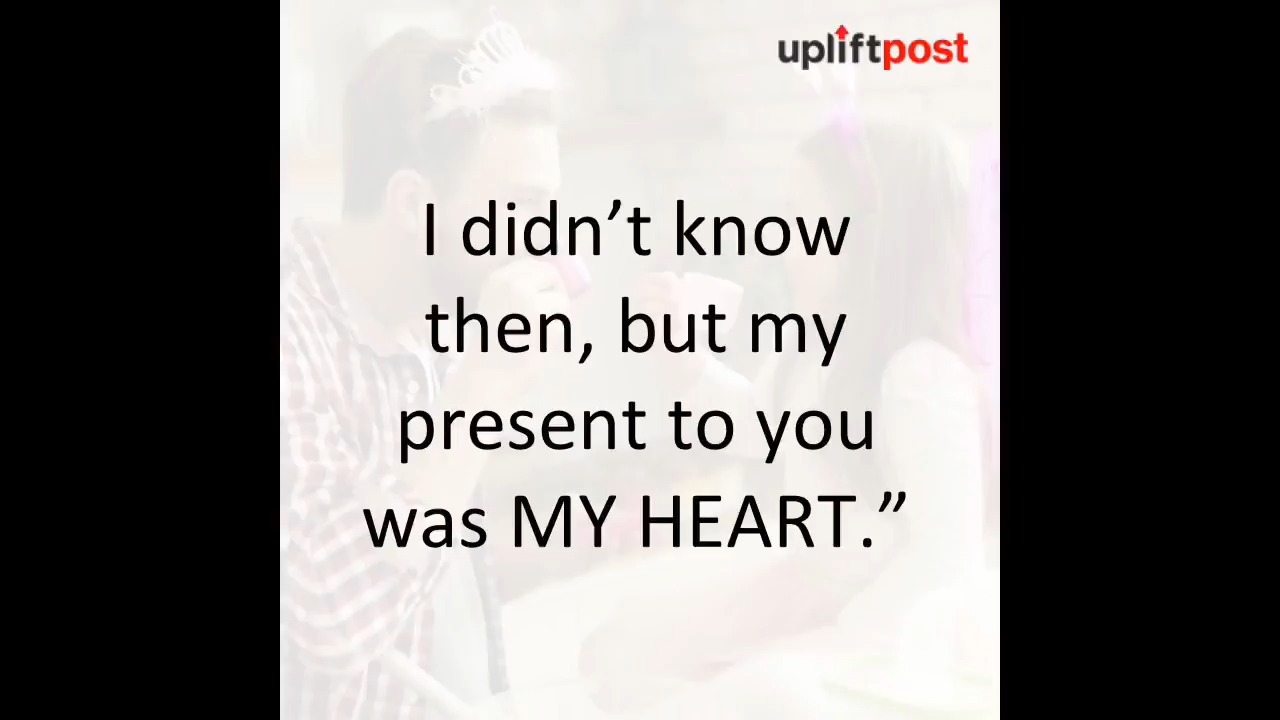 upliftpost
I didn’t know
then, but my
present to you
was MY HEART.”